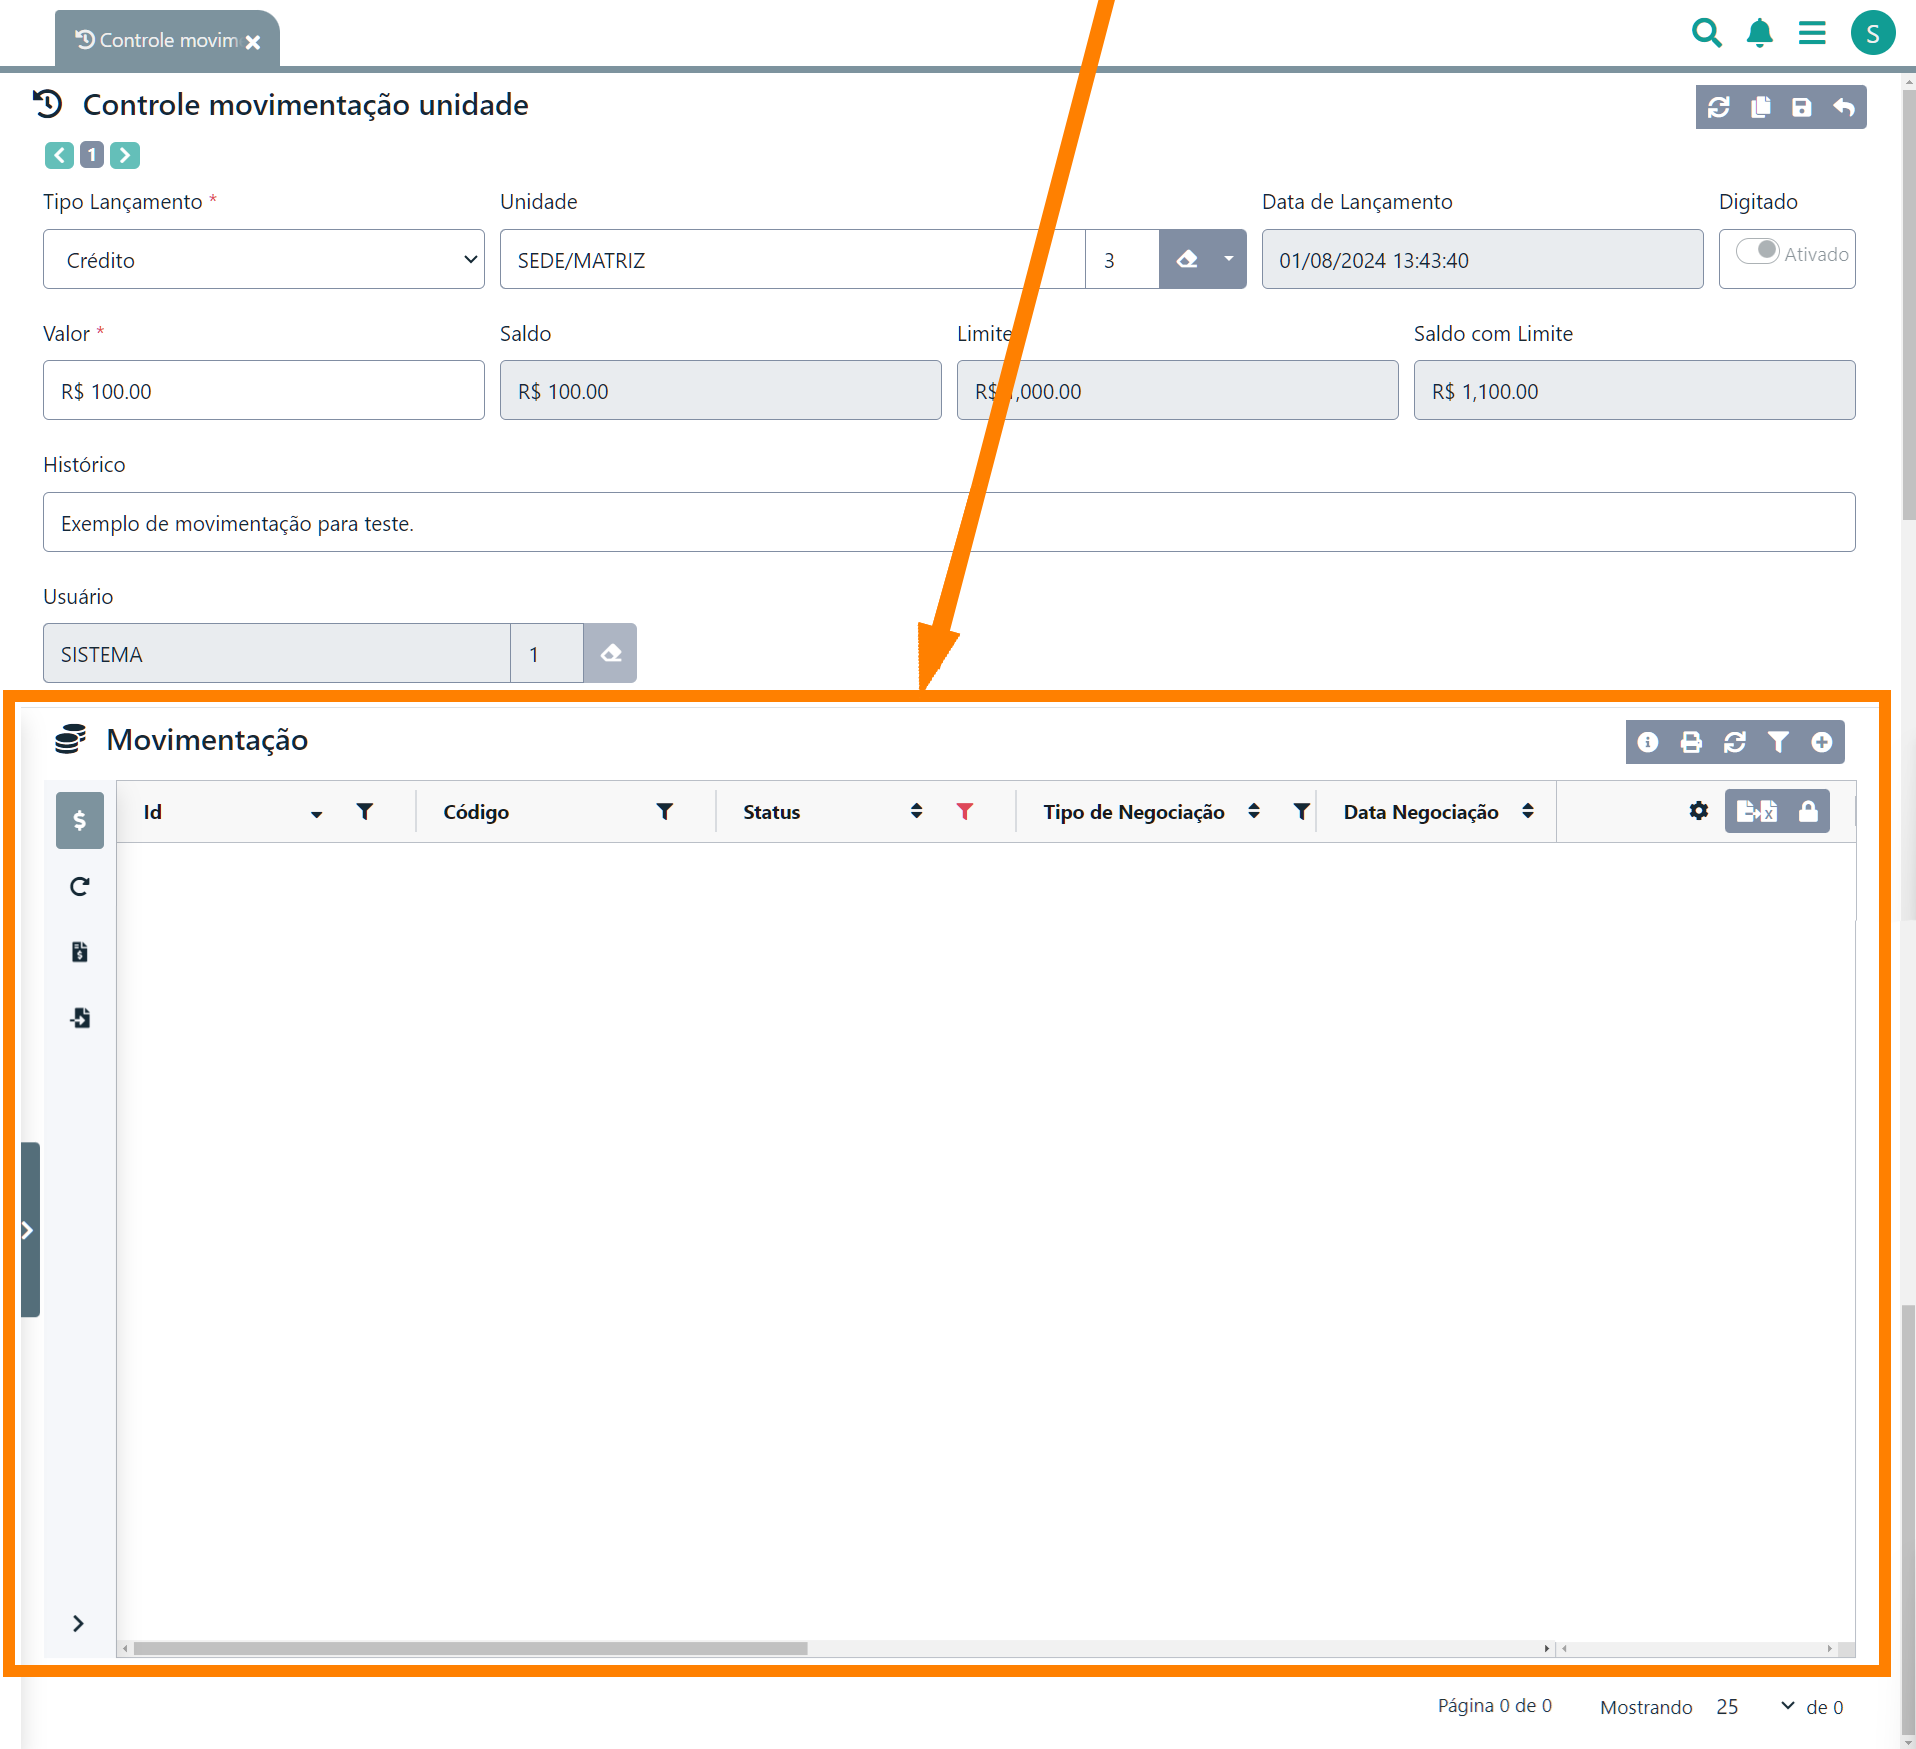 Controle movim
S
Controle movimentação unidade
1
Tipo Lançamento *
Unidade
Data de Lançamento
Digitado
Crédito
SEDE/MATRIZ
3
01/08/2024 13:43:40
Ativado
Valor *
Saldo
Limite
Saldo com Limite
R$ 100.00
R$ 100.00
R$ ,000.00
R$ 1,100.00
Histórico
Exemplo de movimentação para teste.
Usuário
SISTEMA
1
Movimentação
Id
Código
Status
Tipo de Negociação
Data Negociação
Página 0 de 0
Mostrando 25 de 0